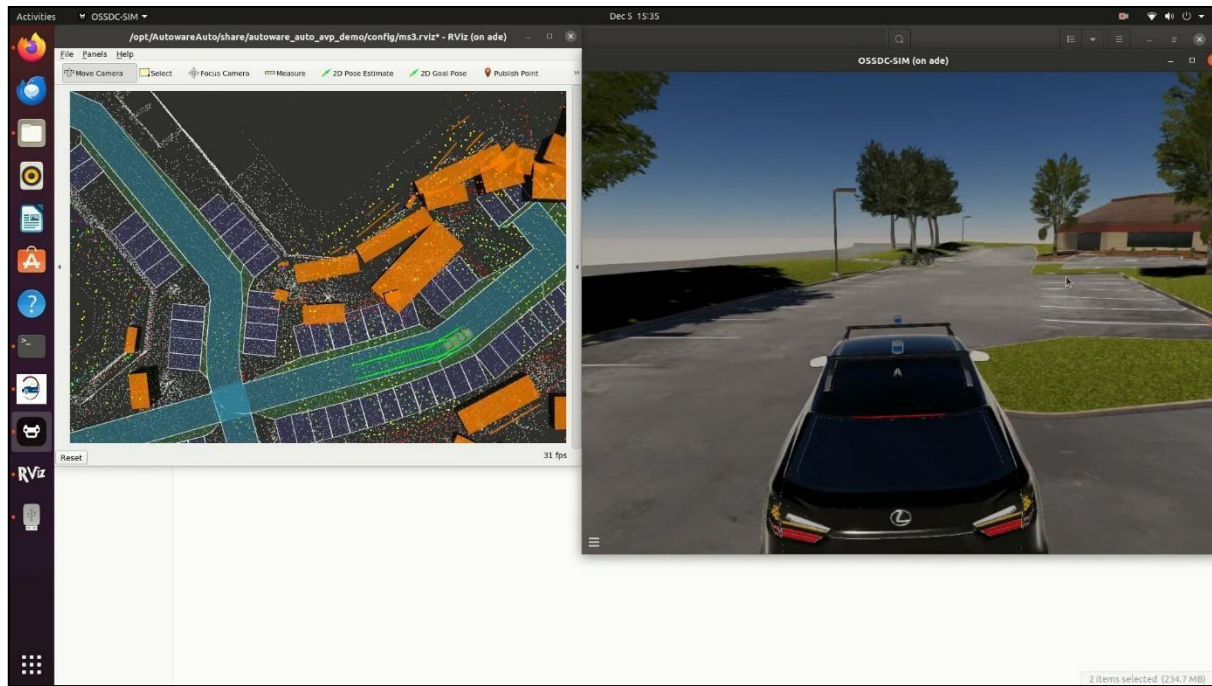 Activities
OSSDC-SIM
Dec 5 15:35
/opt/AutowareAuto/share/autoware_auto_avp_demo/config/ms3.rviz* - RViz (on ade)
File Panels Help
Move Camera Select Focus Camera Measure 2D Pose Estimate 2D Goal Pose Publish Point »
Reset
31 fps
OSSDC-SIM (on ade)
RViz
2 items selected (234.7 MB)